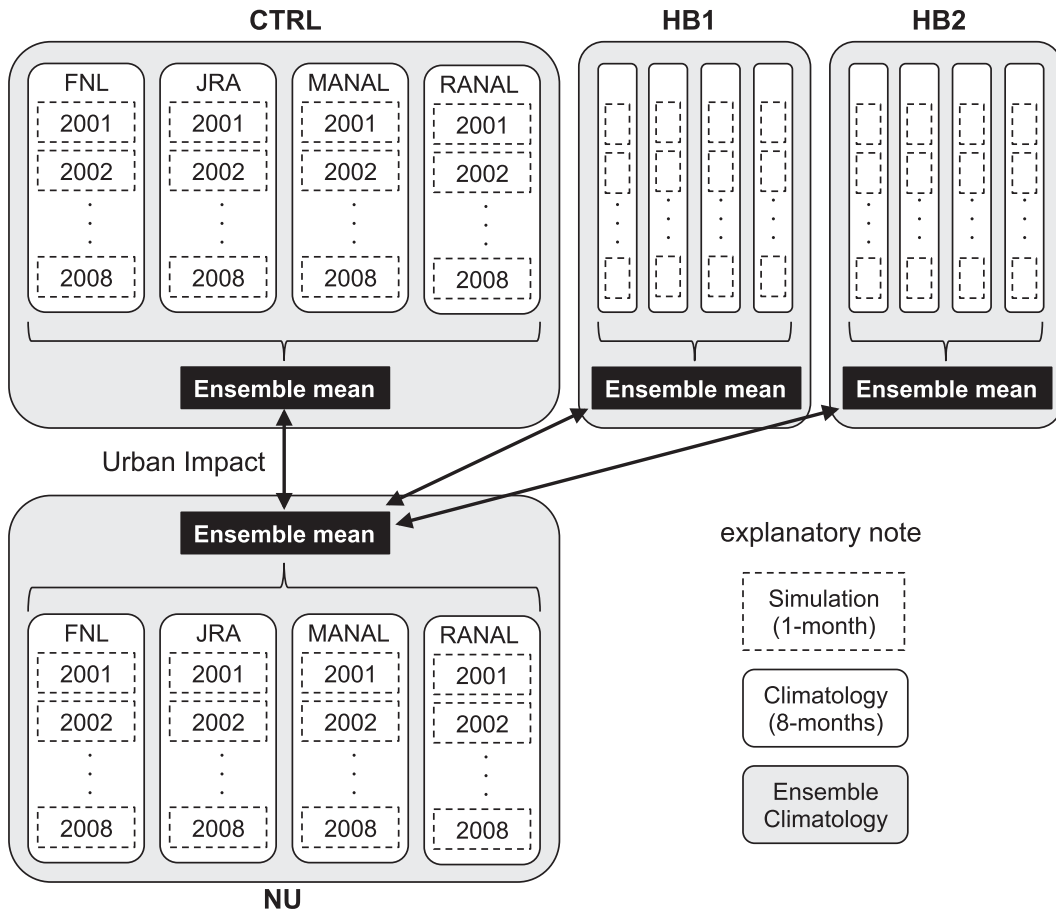 CTRL
HB1
HB2
FNL
JRA
MANAL
RANAL
2001
2001
2001
2001
2002
2002
2002
2002
2008
2008
2008
2008
Ensemble mean
Ensemble mean
Ensemble mean
Urban Impact
Ensemble mean
FNL
JRA
MANAL
RANAL
2001
2001
2001
2001
2002
2002
2002
2002
2008
2008
2008
2008
NU
explanatory note
Simulation
(1-month)
Climatology
(8-months)
Ensemble
Climatology